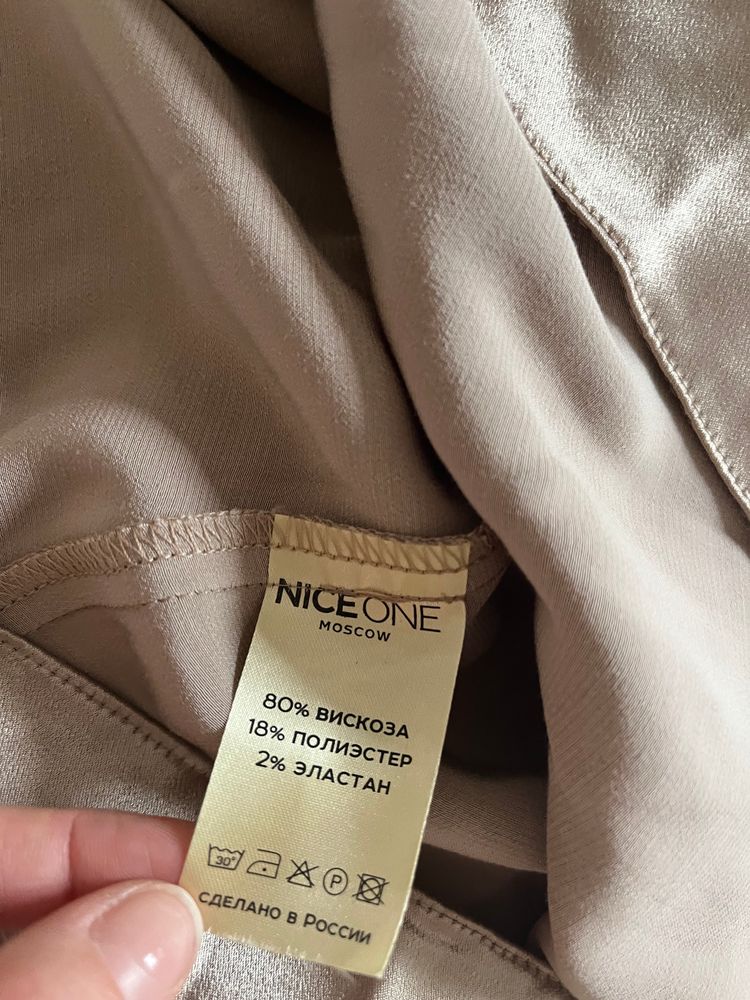 NICEONE
MOSCOW
80% ВИСКОЗА
18% ПОЛИЭСТЕР
2% ЭЛАСТАН
30°
P
СДЕЛАНО В РОССИИ